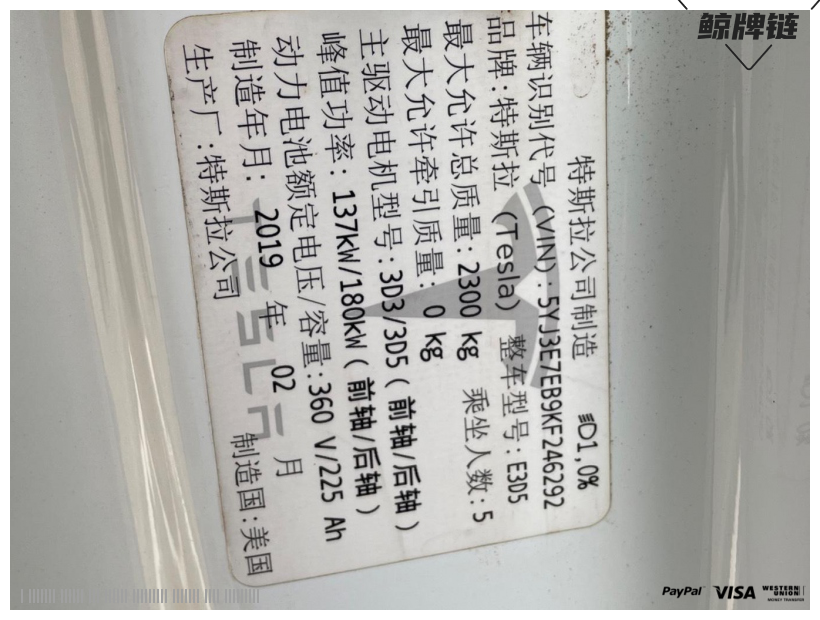 鲸牌链
特斯拉公司制造 1,0%
车辆识别代号 (VIN): 5YJ3E7EB9KF246292
品牌:特斯拉 (Tesla) 整车型号:E3D5
最大允许总质量: 2300 kg 乘坐人数:5
最大允许牵引质量: 0 kg
主驱动电机型号:3D3/3D5 ( 前轴/后轴 )
峰值功率: 137kW/180kW ( 前轴/后轴 )
动力电池额定电压/容量:360 V/225 Ah
制造年月: 2019 年 02 月
生产厂:特斯拉公司 制造国:美国
TESLA
PayPal VISA WESTERN UNION
MONEY TRANSFER